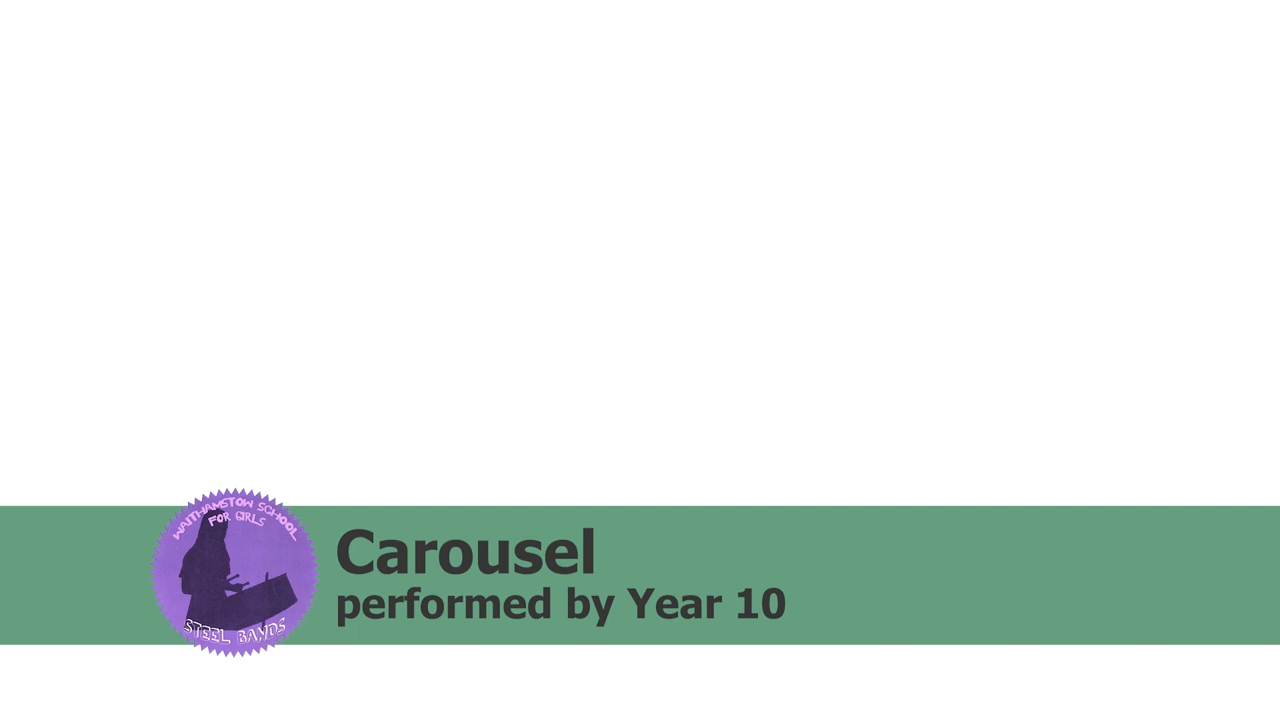 WALTHAMSTOW SCHOOL
FOR GIRLS
STEEL BANDS
Carousel
performed by Year 10